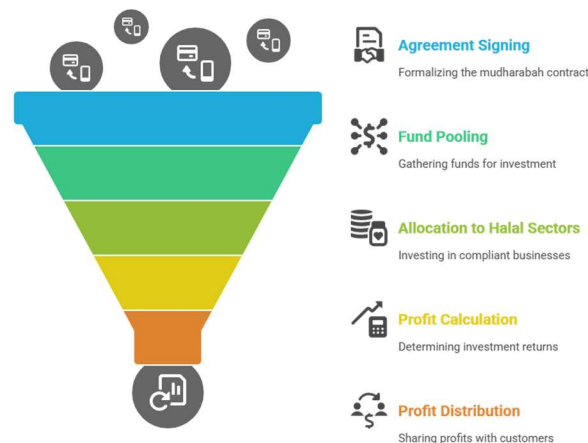 Agreement Signing
Formalizing the mudharabah contract
Fund Pooling
Gathering funds for investment
Allocation to Halal Sectors
Investing in compliant businesses
Profit Calculation
Determining investment returns
Profit Distribution
Sharing profits with customers